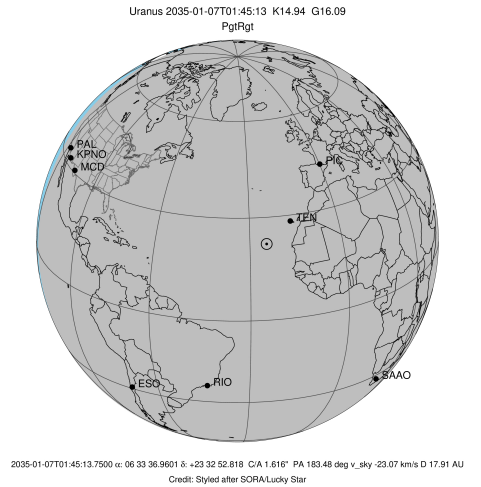 Uranus 2035-01-07T01:45:13 K14.94 G16.09
PgtRgt
PAL
KPNO
MCD
PIC
TEN
ESO
RIO
SAAO
2035-01-07T01:45:13.7500 α: 06 33 36.9601 δ: +23 32 52.818 C/A 1.616" PA 183.48 deg v_sky -23.07 km/s D 17.91 AU
Credit: Styled after SORA/Lucky Star